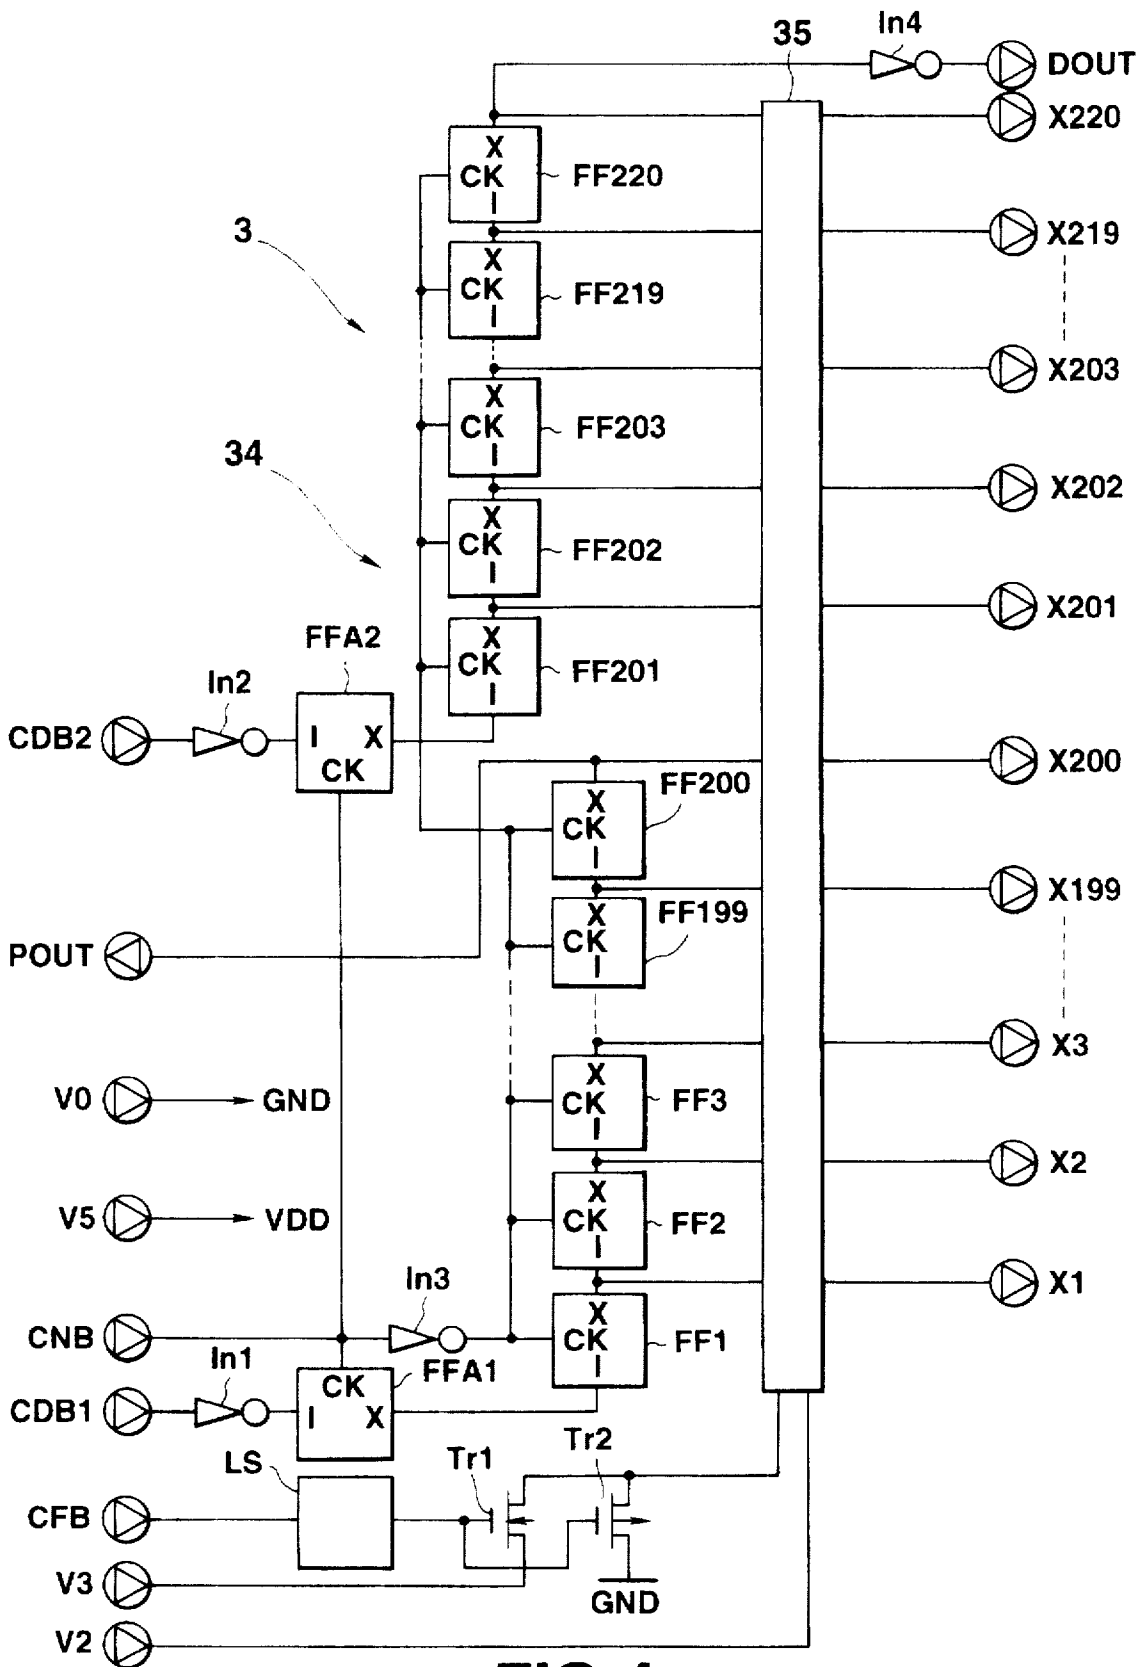 In4
35
DOUT
X220
X
CK
I
FF220
3
X219
X
CK
I
FF219
X203
X
CK
I
FF203
34
X202
X
CK
I
FF202
X201
FFA2
X
CK
I
FF201
In2
CDB2
I X
CK
X200
FF200
X
CK
I
X199
FF199
X
CK
I
POUT
X3
X
CK
I
FF3
V0
GND
X2
X
CK
I
FF2
V5
VDD
In3
X1
X
CK
I
FF1
CNB
In1
FFA1
CK
I X
CDB1
LS
Tr1
Tr2
CFB
V3
GND
V2